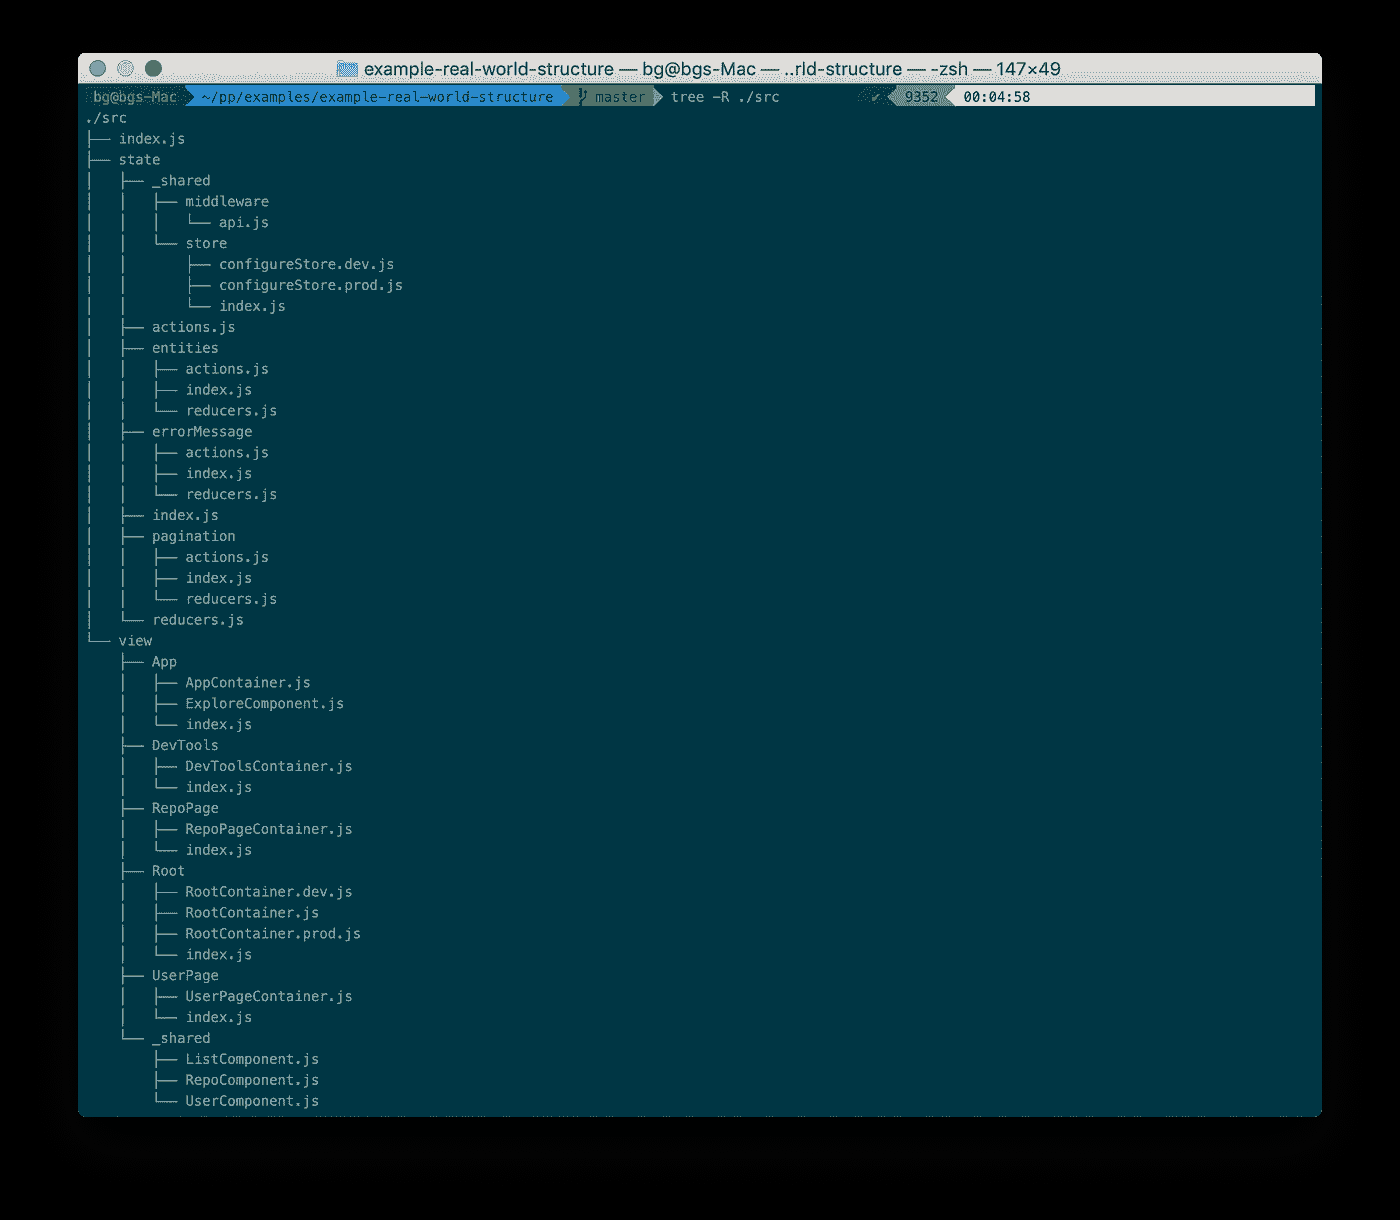 example-real-world-structure — bg@bgs-Mac — ..rld-structure — -zsh — 147×49
bg@bgs-Mac ~/pp/examples/example-real-world-structure master tree -R ./src ✓ 9352 00:04:58
./src
├── index.js
├── state
│   ├── _shared
│   │   ├── middleware
│   │   │   └── api.js
│   │   └── store
│   │       ├── configureStore.dev.js
│   │       ├── configureStore.prod.js
│   │       └── index.js
│   ├── actions.js
│   ├── entities
│   │   ├── actions.js
│   │   ├── index.js
│   │   └── reducers.js
│   ├── errorMessage
│   │   ├── actions.js
│   │   ├── index.js
│   │   └── reducers.js
│   ├── index.js
│   ├── pagination
│   │   ├── actions.js
│   │   ├── index.js
│   │   └── reducers.js
│   └── reducers.js
└── view
    ├── App
    │   ├── AppContainer.js
    │   ├── ExploreComponent.js
    │   └── index.js
    ├── DevTools
    │   ├── DevToolsContainer.js
    │   └── index.js
    ├── RepoPage
    │   ├── RepoPageContainer.js
    │   └── index.js
    ├── Root
    │   ├── RootContainer.dev.js
    │   ├── RootContainer.js
    │   ├── RootContainer.prod.js
    │   └── index.js
    ├── UserPage
    │   ├── UserPageContainer.js
    │   └── index.js
    └── _shared
        ├── ListComponent.js
        ├── RepoComponent.js
        └── UserComponent.js